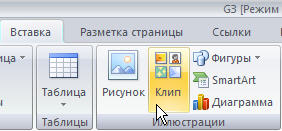 G3 [Режим
Вставка Разметка страницы Ссылки
Таблица Рисунок Клип Фигуры
SmartArt
Диаграмма
Таблицы Иллюстрации